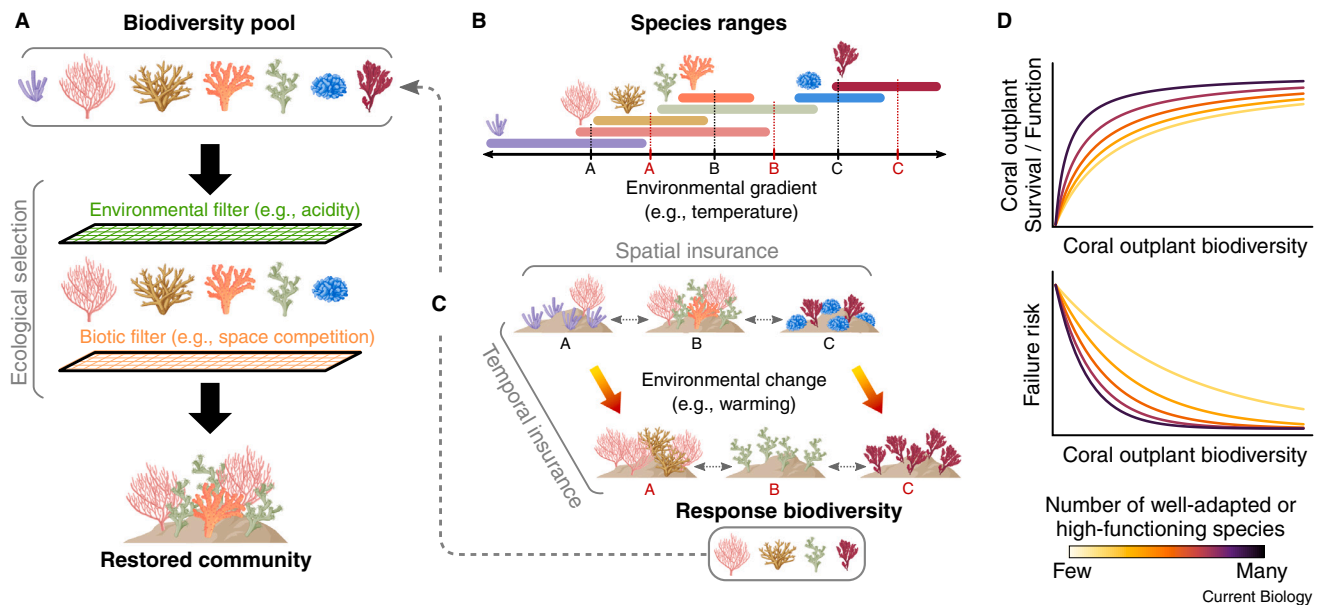 A
Biodiversity pool
Ecological selection
Environmental filter (e.g., acidity)
Biotic filter (e.g., space competition)
Restored community
B
Species ranges
A
A
B
B
C
C
Environmental gradient
(e.g., temperature)
C
Spatial insurance
Temporal insurance
A
B
C
Environmental change
(e.g., warming)
A
B
C
Response biodiversity
D
Coral outplant
Survival / Function
Coral outplant biodiversity
Failure risk
Coral outplant biodiversity
Number of well-adapted or
high-functioning species
Few
Many
Current Biology